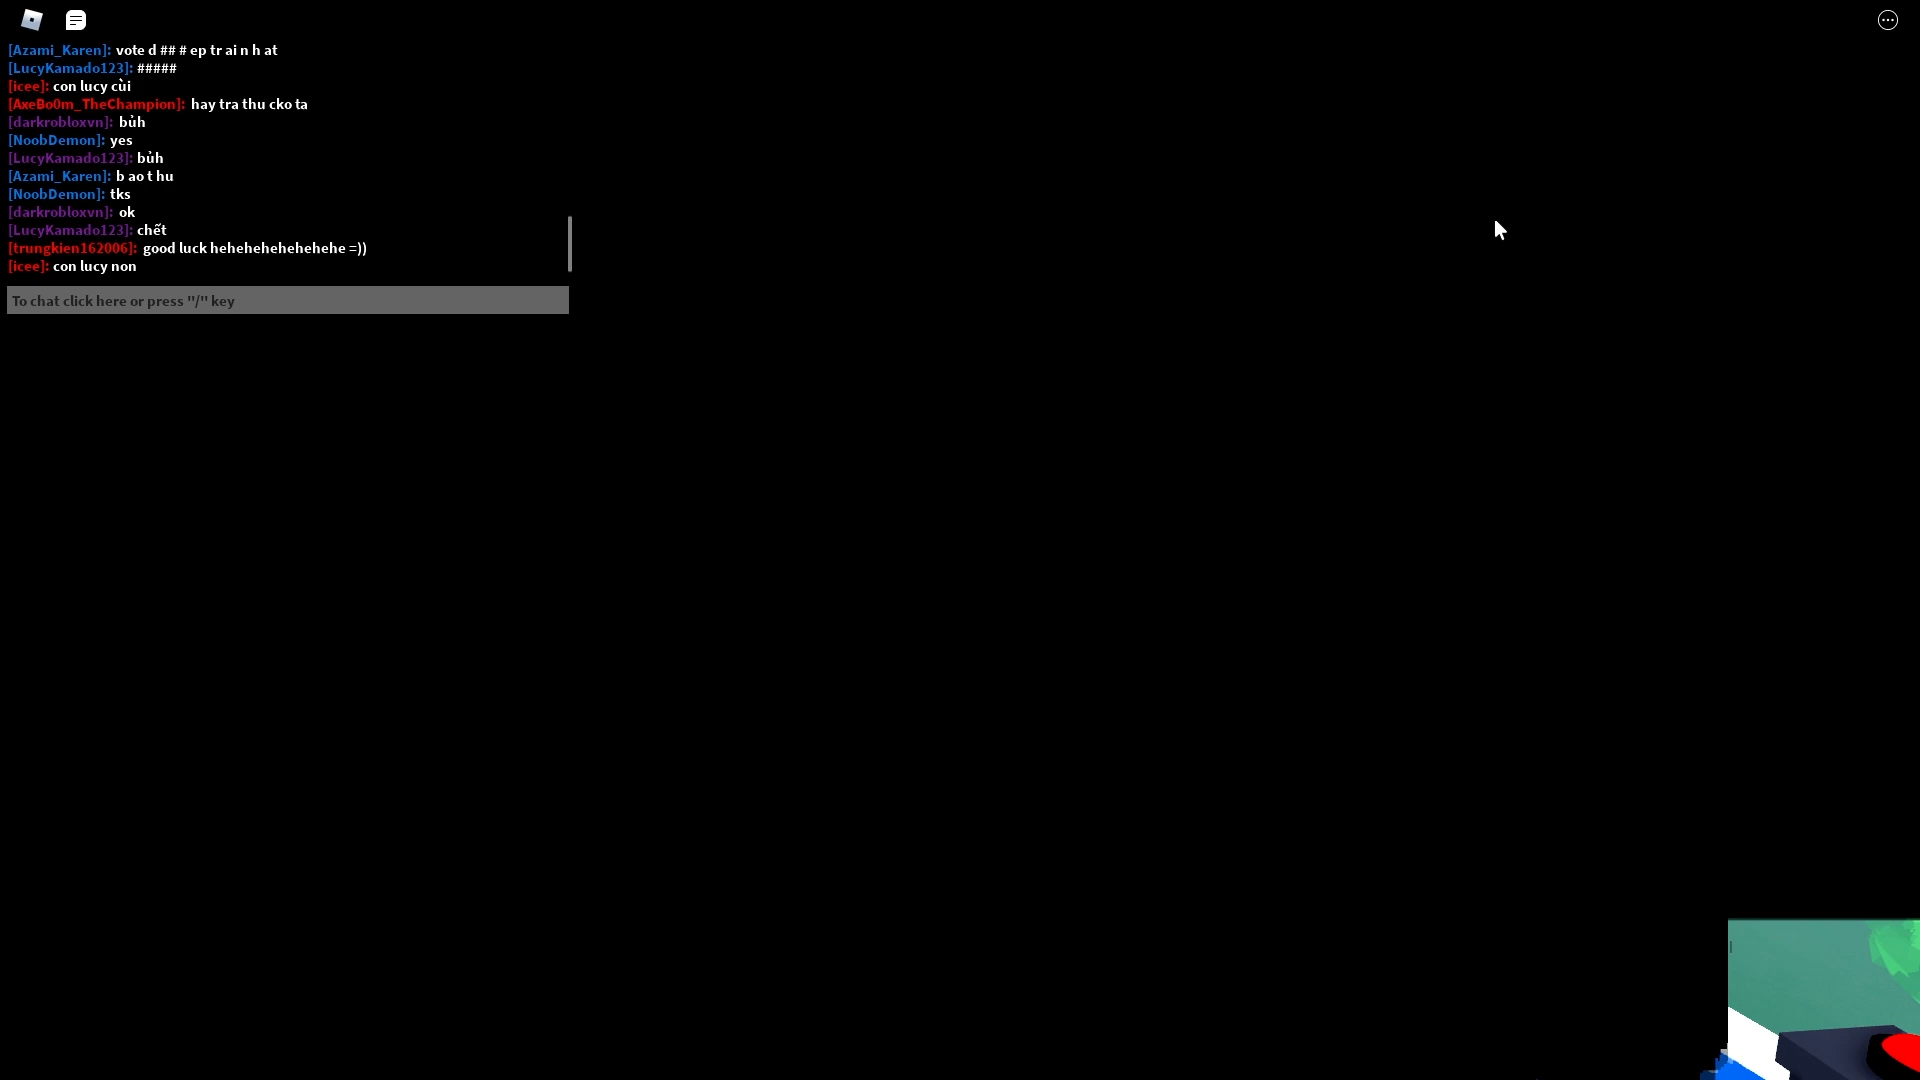 [Azami_Karen]: vote d ## # ep tr ai n h at
[LucyKamado123]: #####
[icee]: con lucy cùi
[AxeBo0m_TheChampion]: hay tra thu cko ta
[darkrobloxvn]: bủh
[NoobDemon]: yes
[LucyKamado123]: bủh
[Azami_Karen]: b ao t hu
[NoobDemon]: tks
[darkrobloxvn]: ok
[LucyKamado123]: chết
[trungkien162006]: good luck hehehehehehehehe =))
[icee]: con lucy non
To chat click here or press "/" key